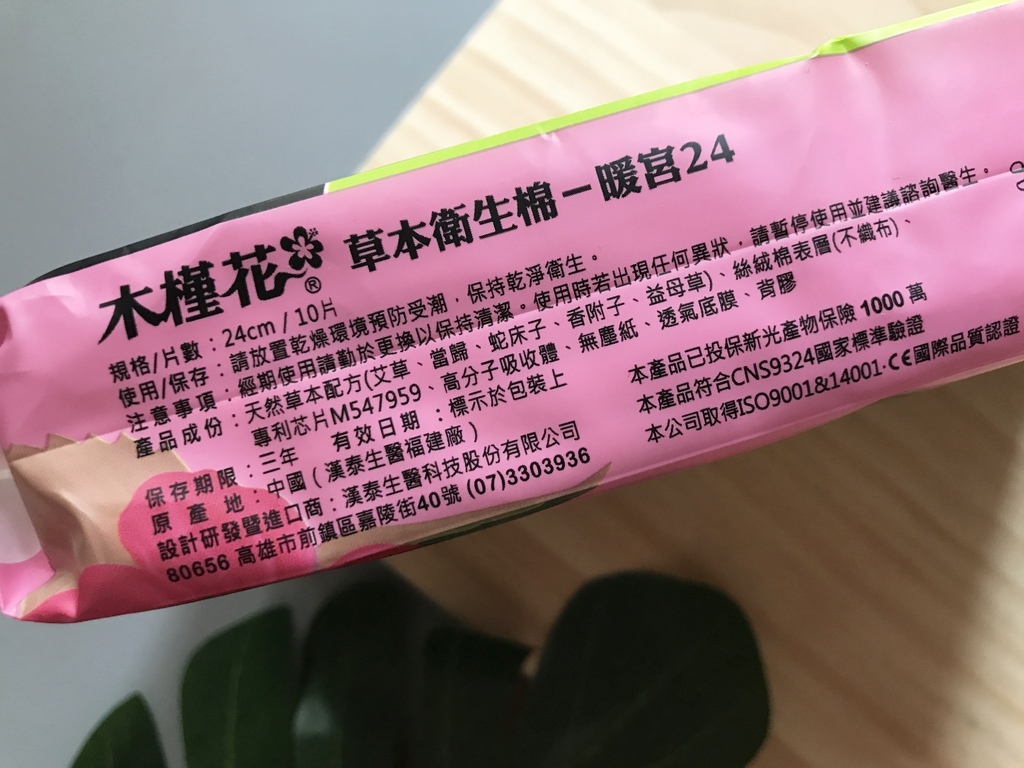 木槿花® 草本衛生棉－暖宮24
規格/片數：24cm / 10片
使用/保存：請放置乾燥環境預防受潮，保持乾淨衛生。
注意事項：經期使用請勤於更換以保持清潔。使用時若出現任何異狀，請暫停使用並建議諮詢醫生。
產品成份：天然草本配方(艾草、當歸、蛇床子、香附子、益母草)、絲絨棉表層(不織布)、
專利芯片M547959、高分子吸收體、無塵紙、透氣底膜、背膠
保存期限：三年 有效日期：標示於包裝上
原產地：中國（漢泰生醫福建廠）
設計研發暨進口商：漢泰生醫科技股份有限公司
80656 高雄市前鎮區嘉陵街40號 (07)3303936
本產品已投保新光產物保險 1000 萬
本產品符合CNS9324國家標準驗證
本公司取得ISO9001&14001‧CE國際品質認證